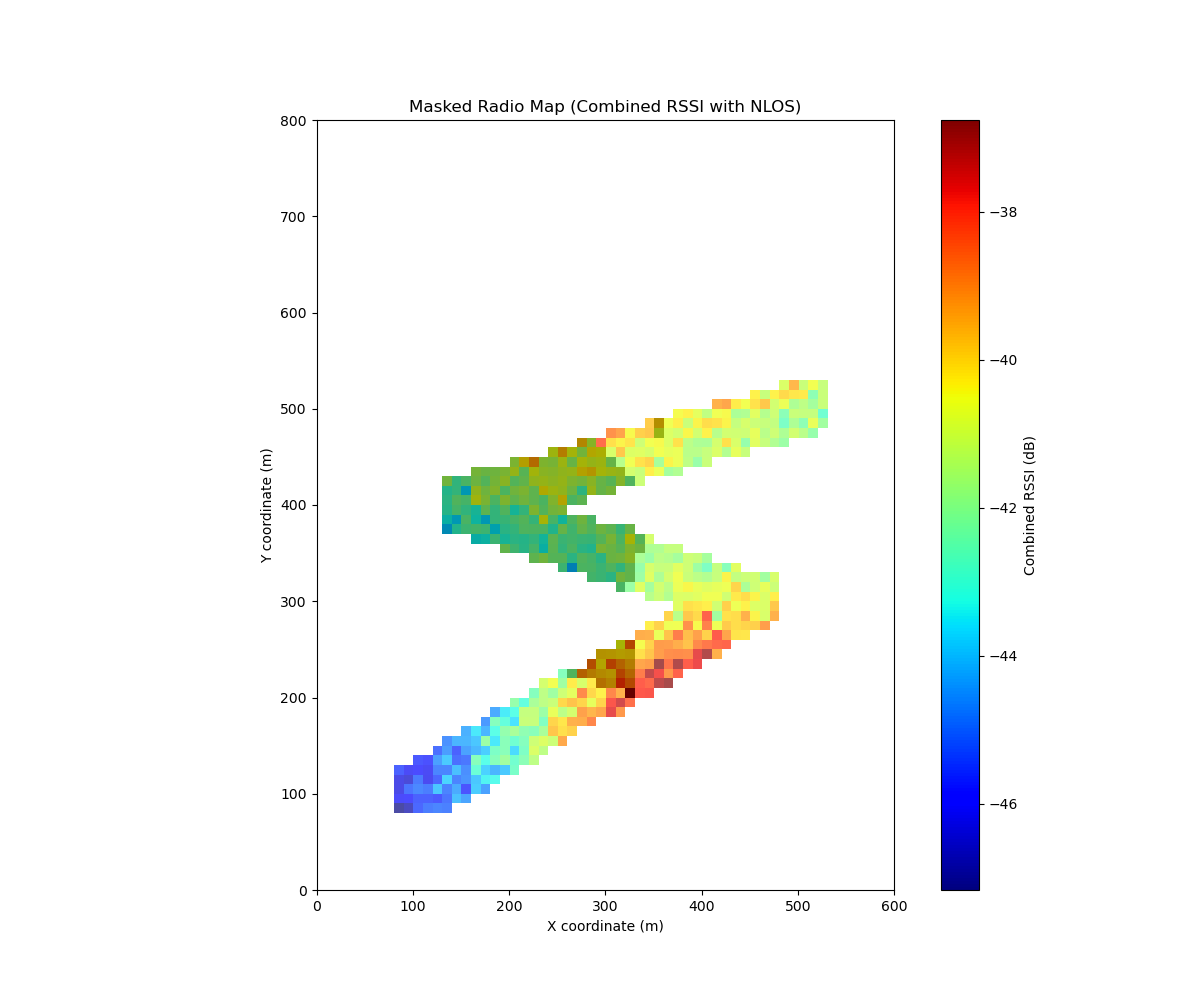 Masked Radio Map (Combined RSSI with NLOS)
800
700
600
500
400
300
200
100
0
Y coordinate (m)
0 100 200 300 400 500 600
X coordinate (m)
−38
−40
−42
−44
−46
Combined RSSI (dB)